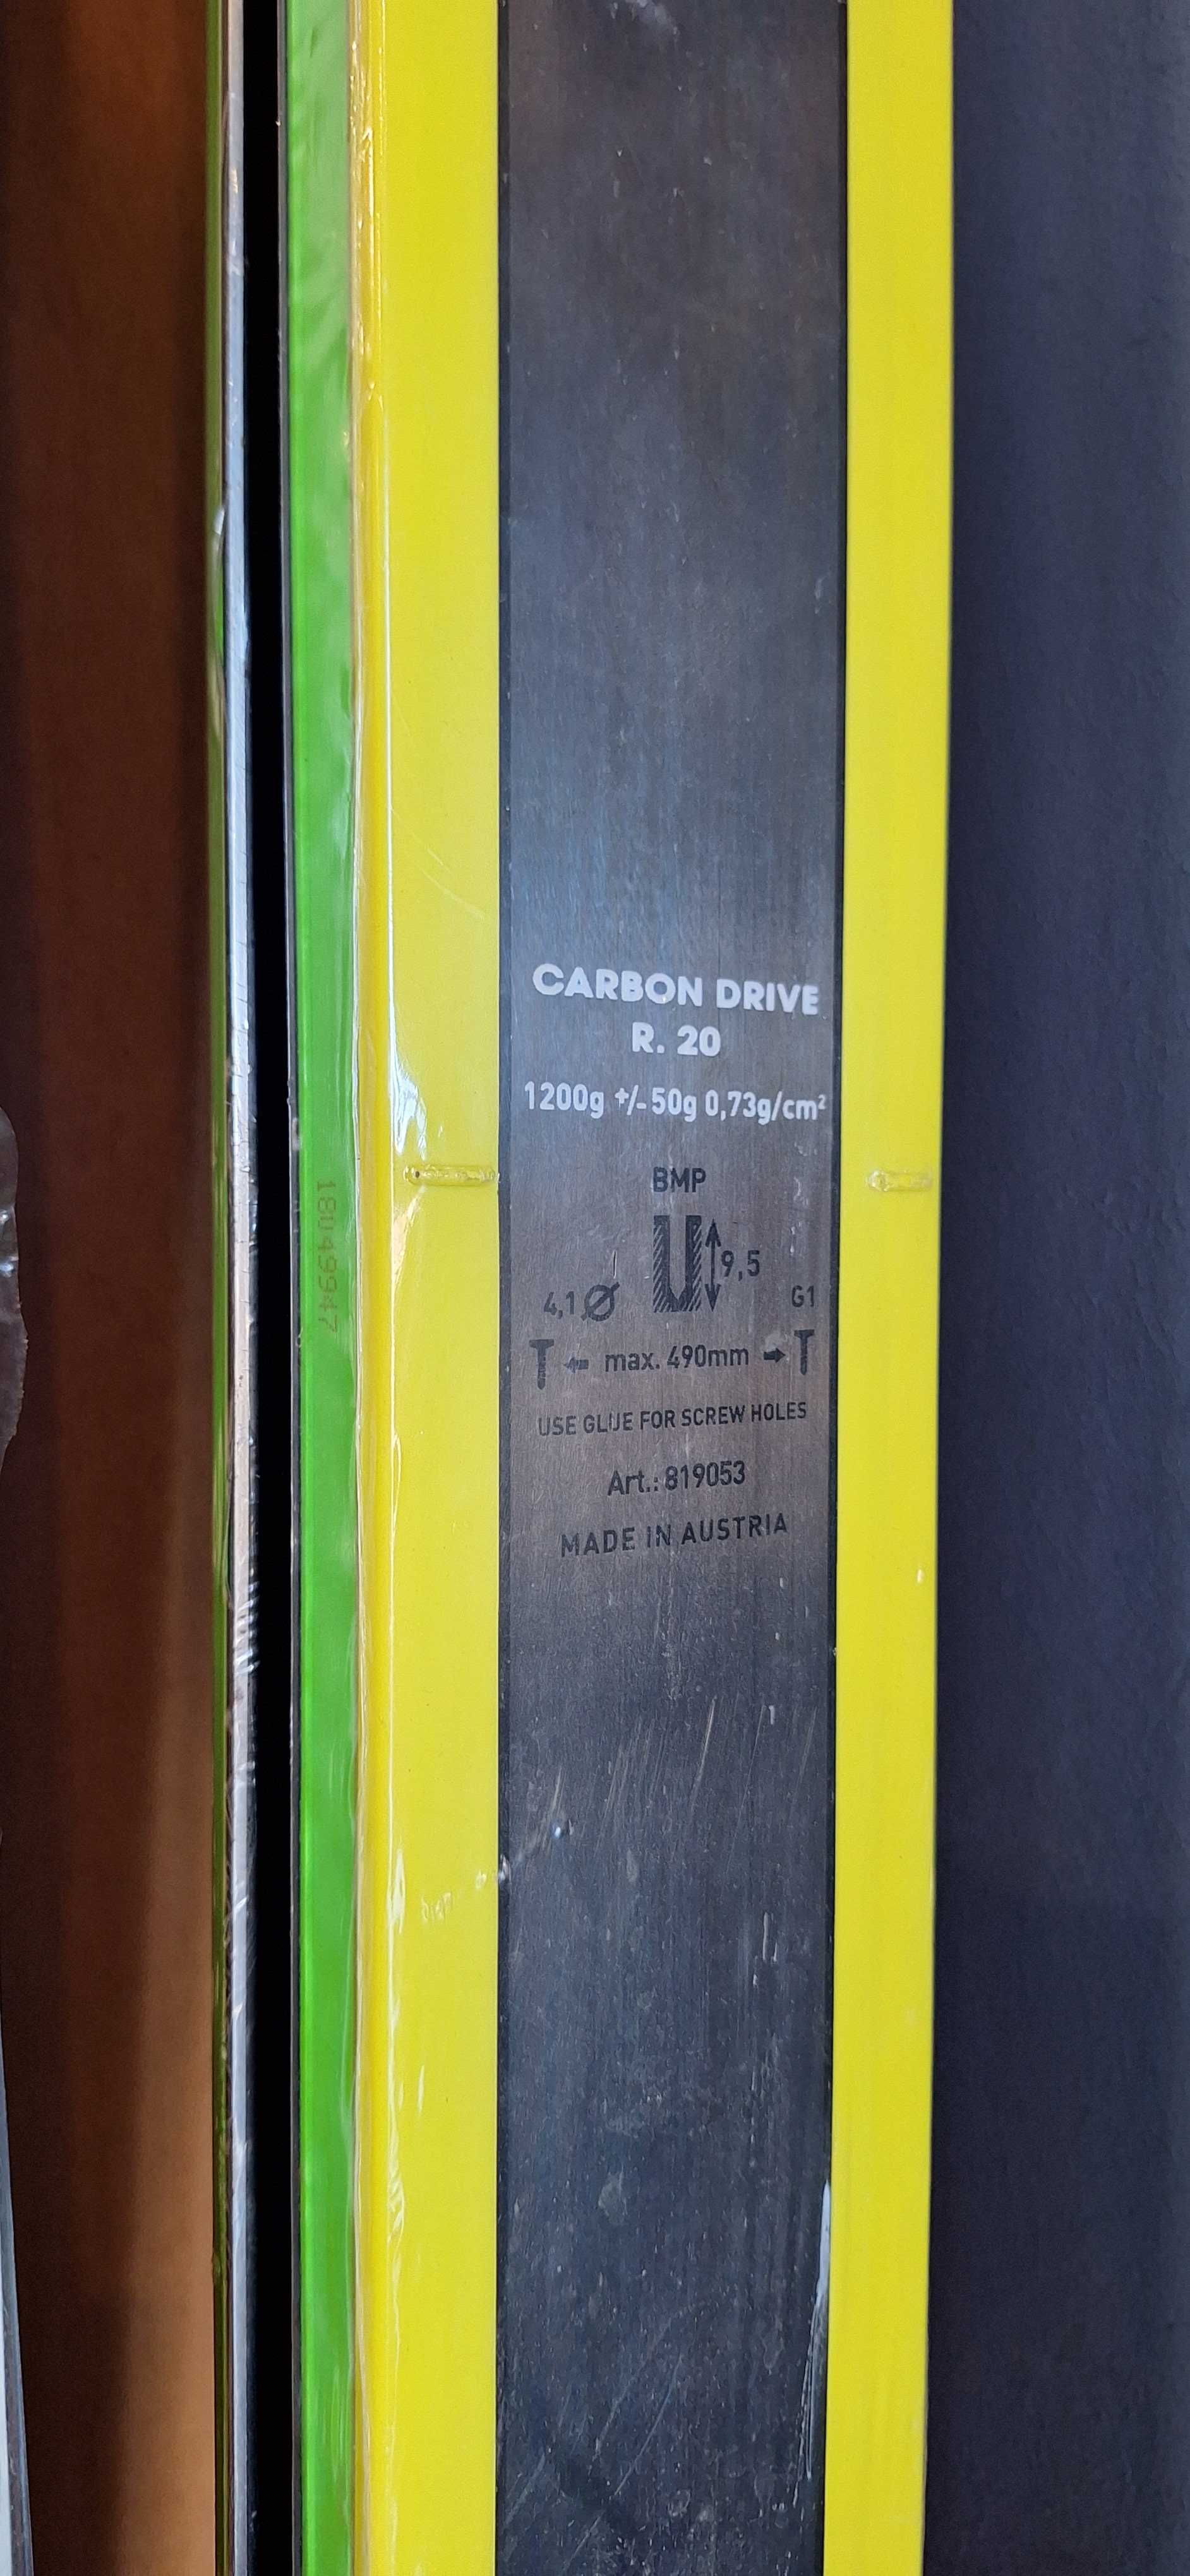 CARBON DRIVE
R. 20
1200g +/- 50g 0,73g/cm²
BMP
9,5
4,1 Ø
G1
max. 490mm
USE GLUE FOR SCREW HOLES
Art.: 819053
MADE IN AUSTRIA
18U49947